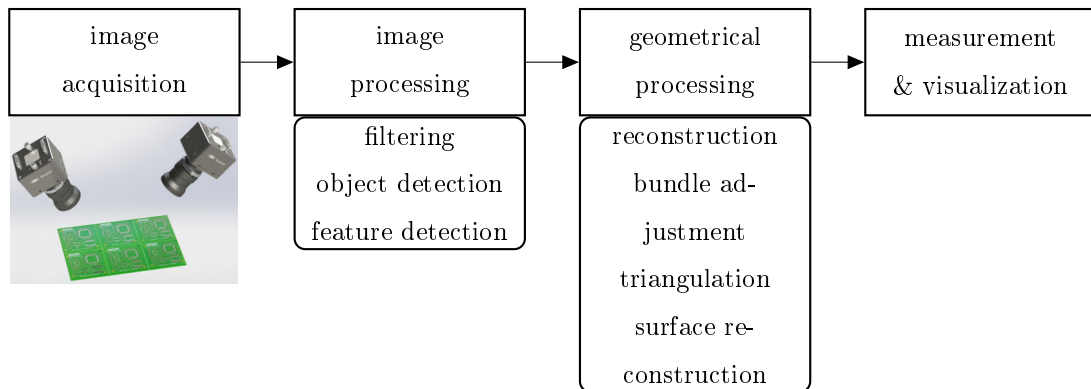 image
acquisition
image
processing
geometrical
processing
measurement
& visualization
filtering
object detection
feature detection
reconstruction
bundle ad-
justment
triangulation
surface re-
construction